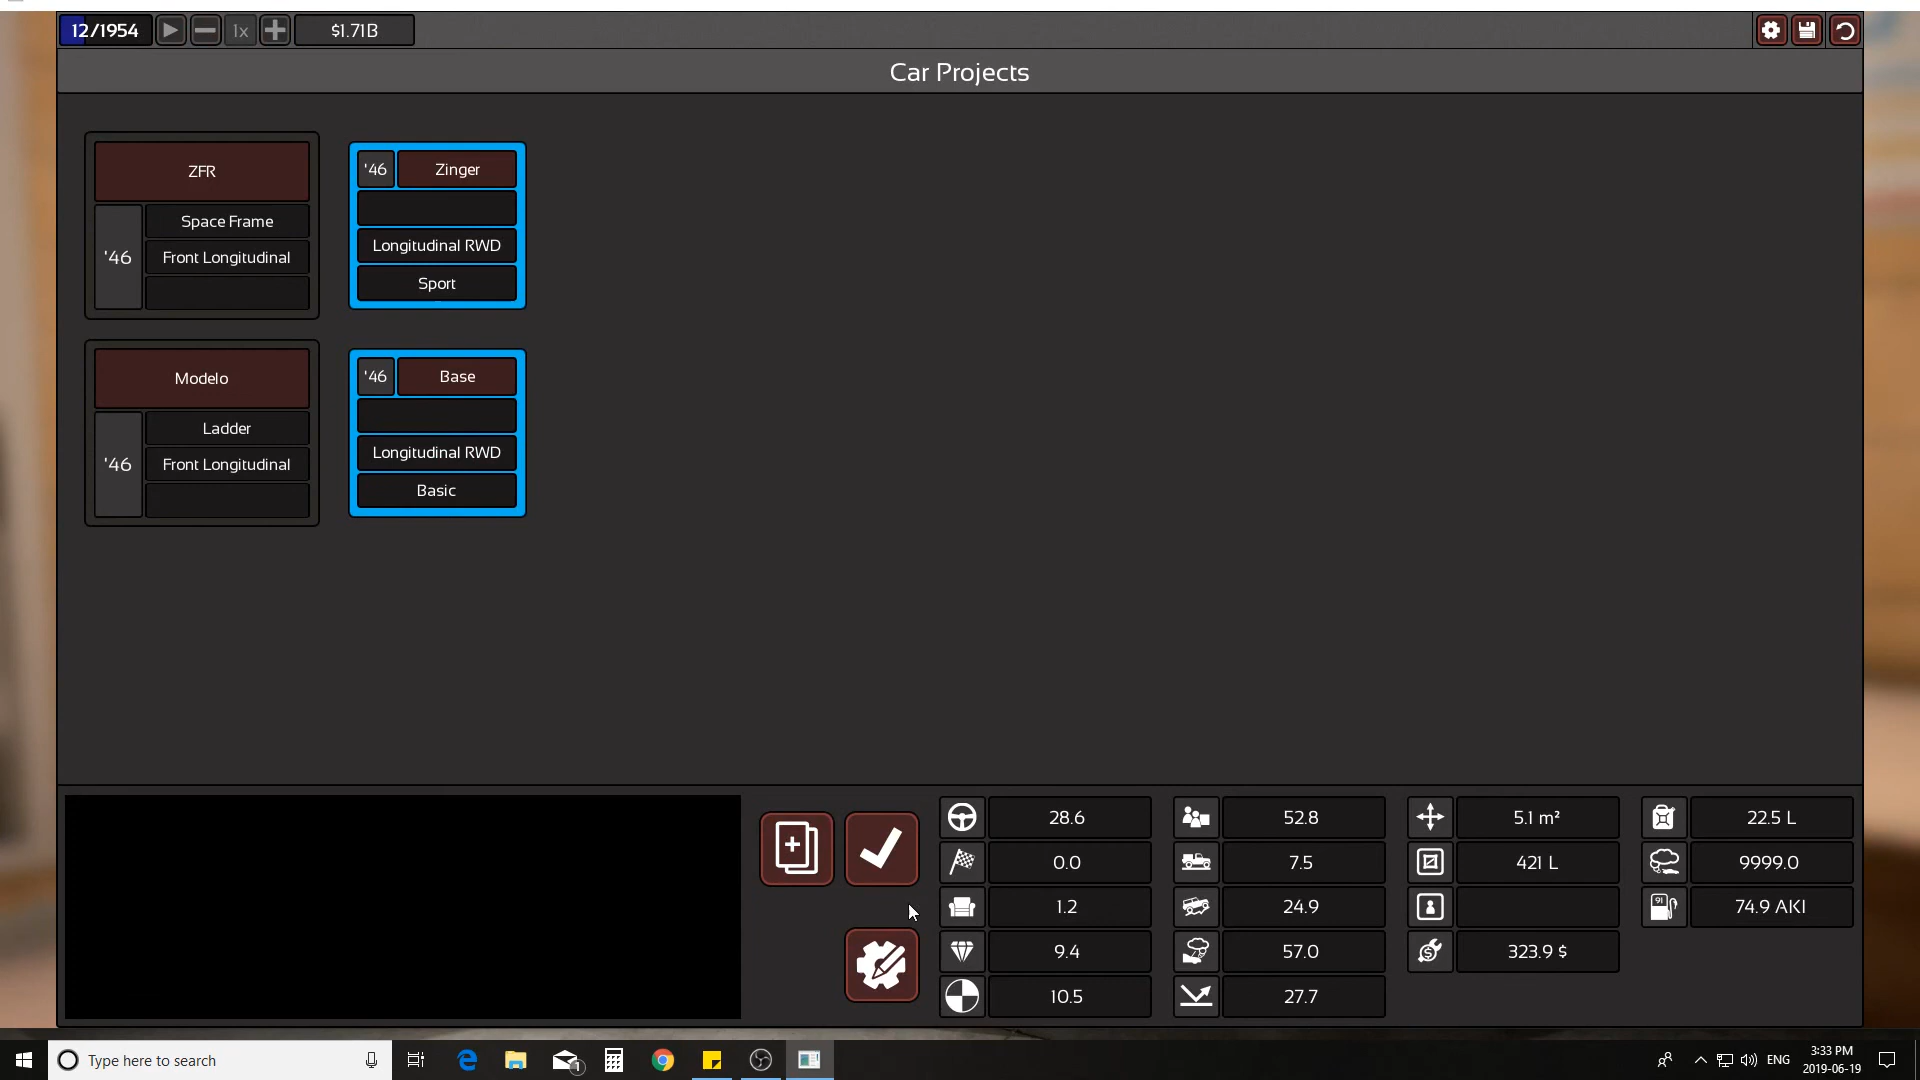 12/1954
1x
$1.71B
Car Projects
ZFR
'46
Space Frame
Front Longitudinal
'46
Zinger
Longitudinal RWD
Sport
Modelo
'46
Ladder
Front Longitudinal
'46
Base
Longitudinal RWD
Basic
28.6
52.8
5.1 m²
22.5 L
0.0
7.5
421 L
9999.0
1.2
24.9
91
74.9 AKI
9.4
57.0
323.9 $
10.5
27.7
Type here to search
1
ENG
3:33 PM
2019-06-19